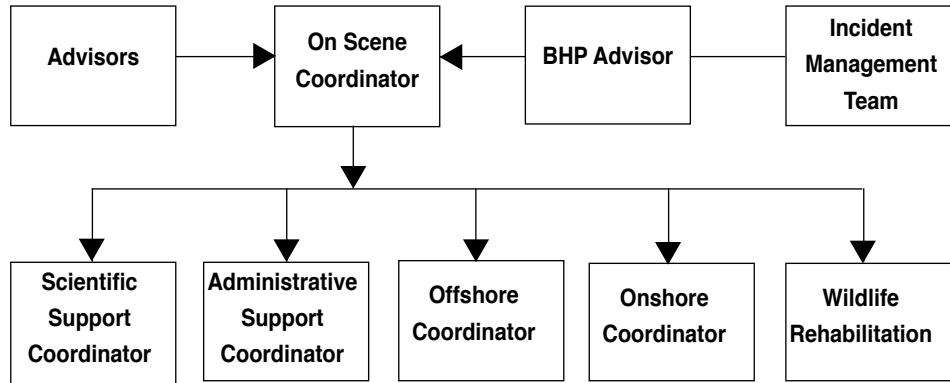 Advisors
On Scene
Coordinator
BHP Advisor
Incident
Management
Team
Scientific
Support
Coordinator
Administrative
Support
Coordinator
Offshore
Coordinator
Onshore
Coordinator
Wildlife
Rehabilitation